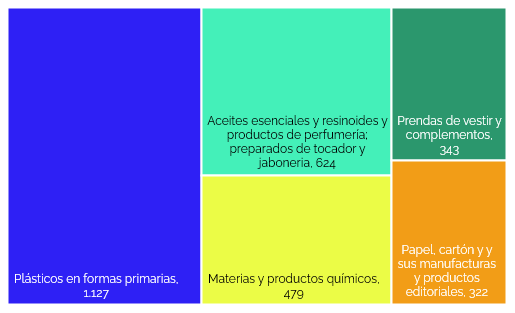 Plásticos en formas primarias,
1.127
Aceites esenciales y resinoides y
productos de perfumería;
preparados de tocador y
jaboneria, 624
Materias y productos químicos,
479
Prendas de vestir y
complementos,
343
Papel, cartón y y
sus manufacturas
y productos
editoriales, 322